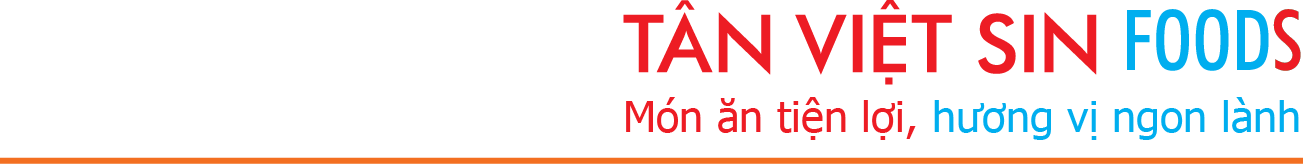 TÂN VIỆT SIN FOODS
Món ăn tiện lợi, hương vị ngon lành